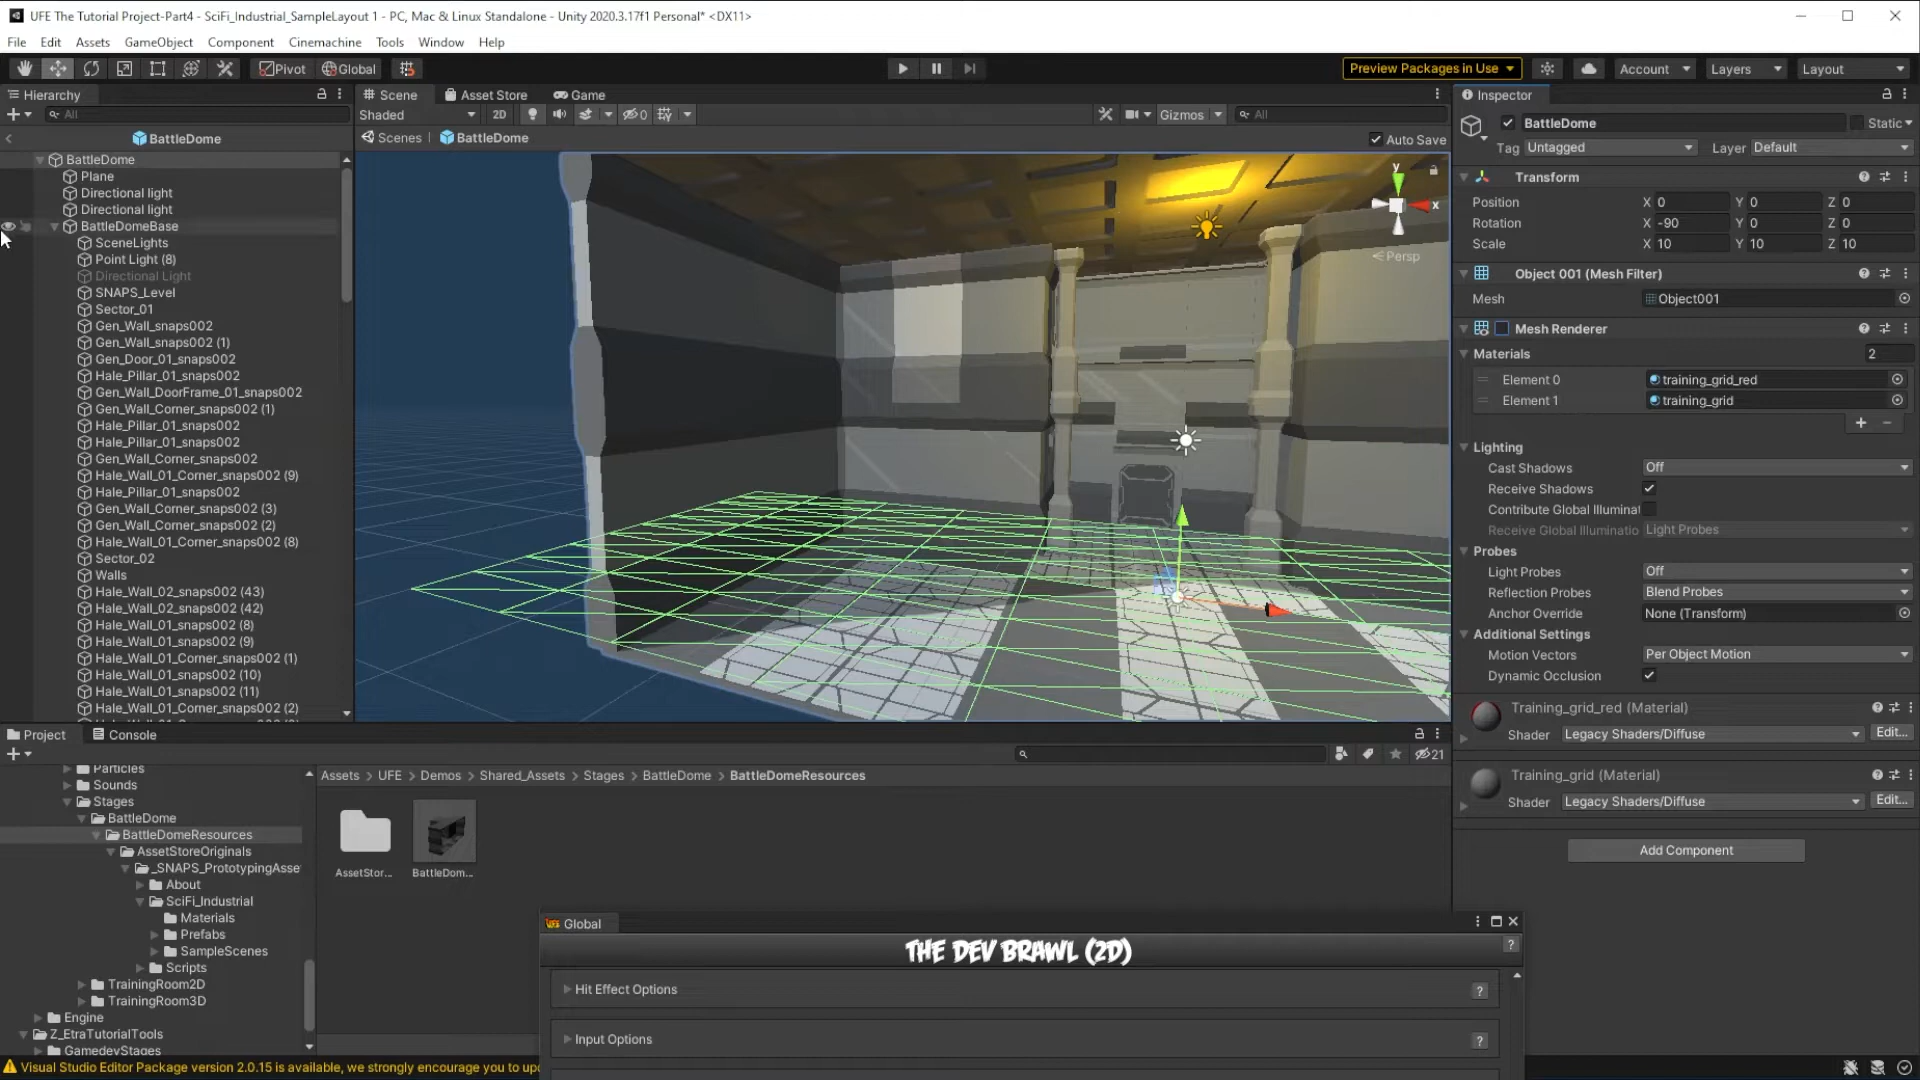 UFE The Tutorial Project-Part4 - SciFi_Industrial_SampleLayout 1 - PC, Mac & Linux Standalone - Unity 2020.3.17f1 Personal* <DX11>
File Edit Assets GameObject Component Cinemachine Tools Window Help
Pivot Global Preview Packages in Use Account Layers Layout
Hierarchy
All
BattleDome
BattleDome
Plane
Directional light
Directional light
BattleDomeBase
SceneLights
Point Light (8)
Directional Light
SNAPS_Level
Sector_01
Gen_Wall_snaps002
Gen_Wall_snaps002 (1)
Gen_Door_01_snaps002
Hale_Pillar_01_snaps002
Gen_Wall_DoorFrame_01_snaps002
Gen_Wall_Corner_snaps002 (1)
Hale_Pillar_01_snaps002
Hale_Pillar_01_snaps002
Gen_Wall_Corner_snaps002
Hale_Wall_01_Corner_snaps002 (9)
Hale_Pillar_01_snaps002
Gen_Wall_Corner_snaps002 (3)
Gen_Wall_Corner_snaps002 (2)
Hale_Wall_01_Corner_snaps002 (8)
Sector_02
Walls
Hale_Wall_02_snaps002 (43)
Hale_Wall_02_snaps002 (42)
Hale_Wall_01_snaps002 (8)
Hale_Wall_01_snaps002 (9)
Hale_Wall_01_Corner_snaps002 (1)
Hale_Wall_01_snaps002 (10)
Hale_Wall_01_snaps002 (11)
Hale_Wall_01_Corner_snaps002 (2)
Scene Asset Store Game
Shaded 2D 0 Gizmos All
Scenes BattleDome Auto Save
y
x
Persp
Inspector
BattleDome Static
Tag Untagged Layer Default
Transform
Position X 0 Y 0 Z 0
Rotation X -90 Y 0 Z 0
Scale X 10 Y 10 Z 10
Object 001 (Mesh Filter)
Mesh Object001
Mesh Renderer
Materials 2
Element 0 training_grid_red
Element 1 training_grid
Lighting
Cast Shadows Off
Receive Shadows
Contribute Global Illuminat
Receive Global Illuminatio Light Probes
Probes
Light Probes Off
Reflection Probes Blend Probes
Anchor Override None (Transform)
Additional Settings
Motion Vectors Per Object Motion
Dynamic Occlusion
Training_grid_red (Material)
Shader Legacy Shaders/Diffuse Edit...
Training_grid (Material)
Shader Legacy Shaders/Diffuse Edit...
Add Component
Project Console
21
Particles
Sounds
Stages
BattleDome
BattleDomeResources
AssetStoreOriginals
_SNAPS_PrototypingAsse
About
SciFi_Industrial
Materials
Prefabs
SampleScenes
Scripts
TrainingRoom2D
TrainingRoom3D
Engine
Z_EtraTutorialTools
GamedevStages
Assets > UFE > Demos > Shared_Assets > Stages > BattleDome > BattleDomeResources
AssetStor... BattleDom...
Global
THE DEV BRAWL (2D)
Hit Effect Options
Input Options
Visual Studio Editor Package version 2.0.15 is available, we strongly encourage you to up